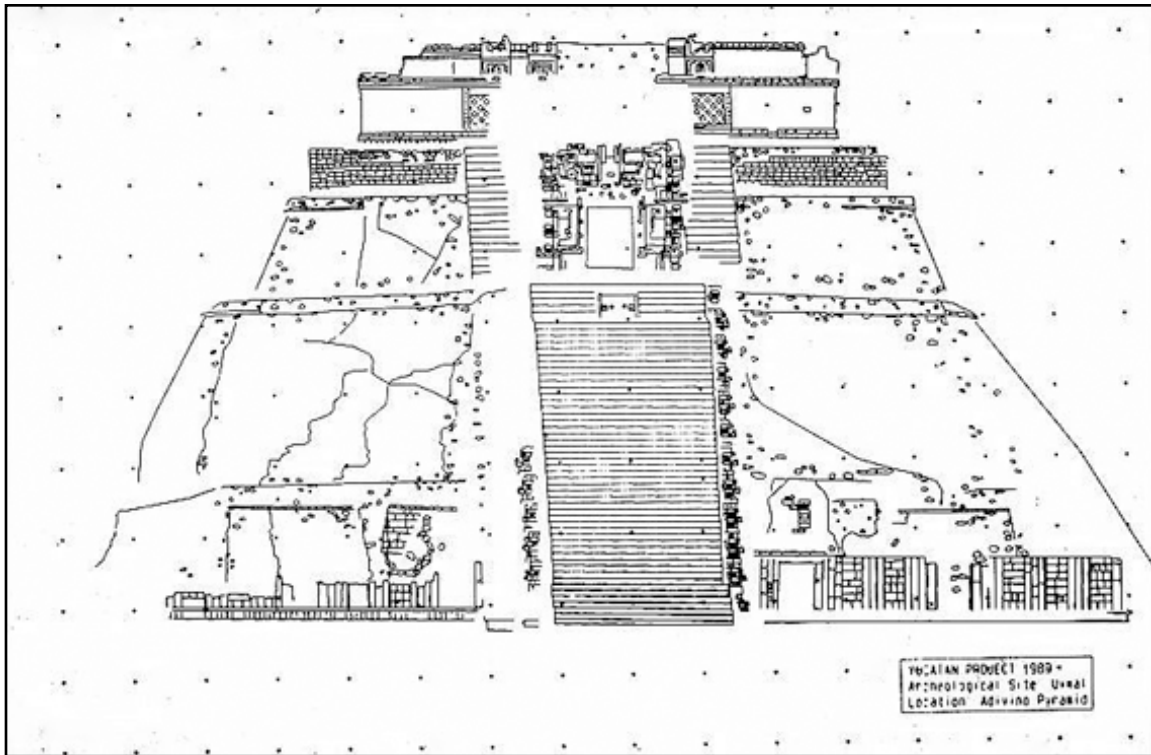 YUCATAN PROJECT 1989 -
Archeological Site Uxmal
Location Adivino Pyramid